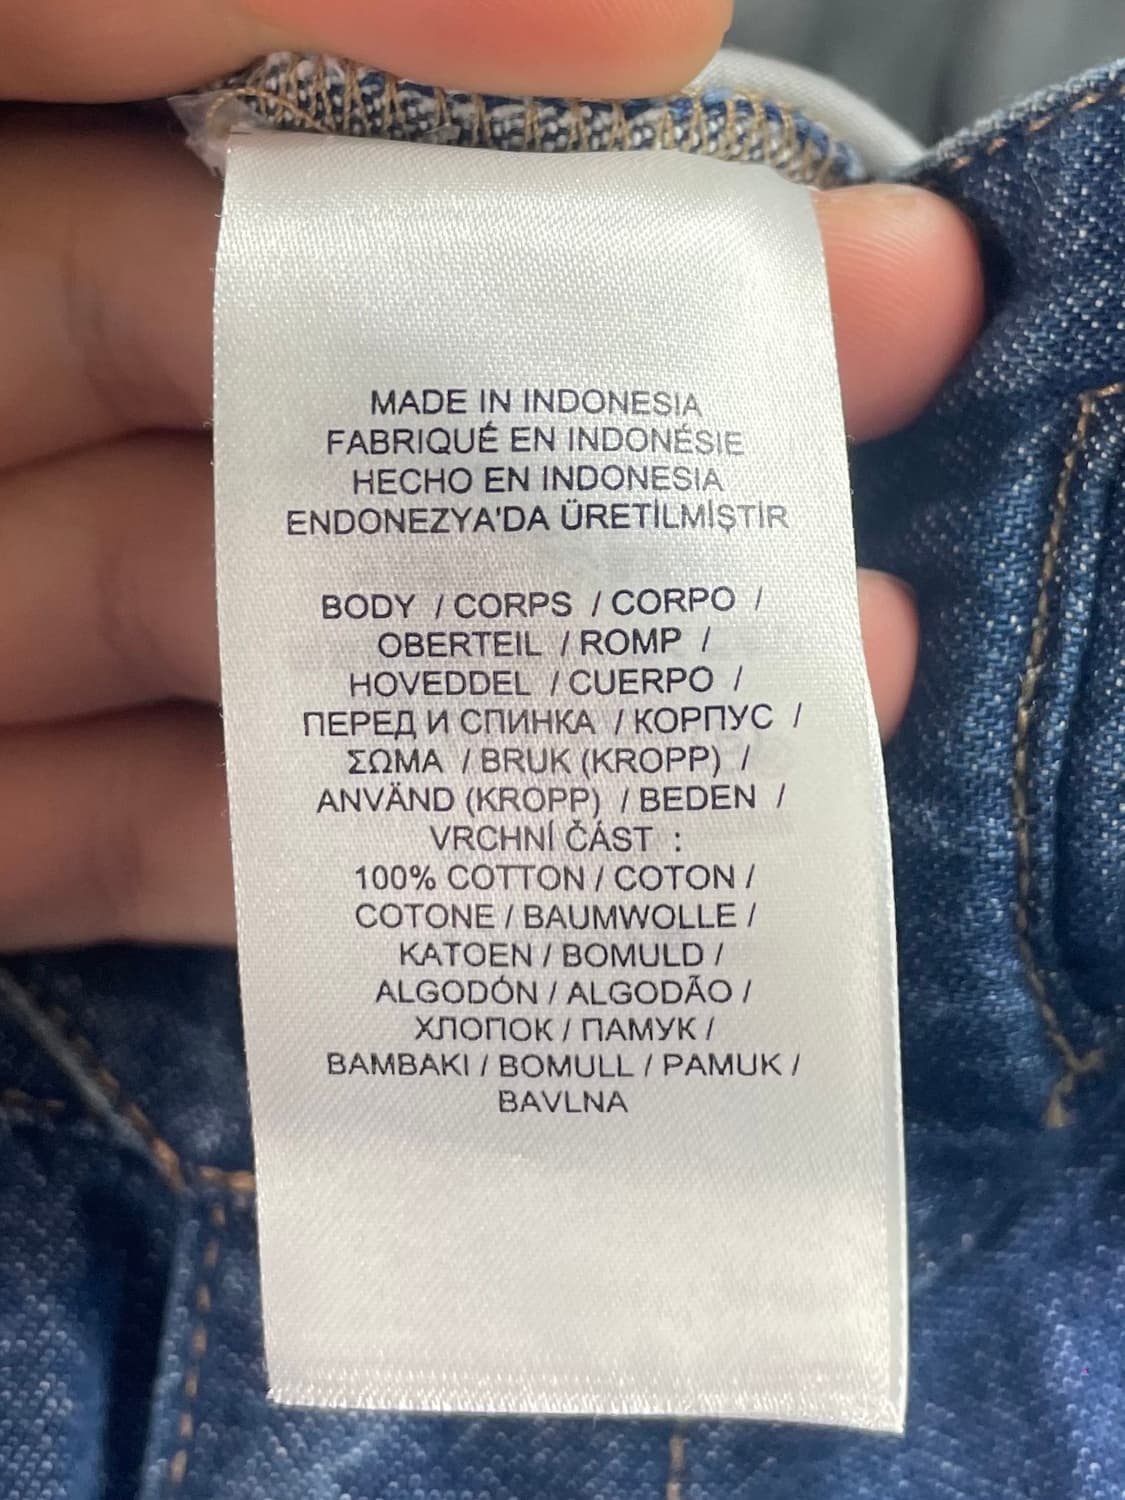 MADE IN INDONESIA
FABRIQUÉ EN INDONÉSIE
HECHO EN INDONESIA
ENDONEZYA'DA ÜRETİLMİŞTİR
BODY / CORPS / CORPO /
OBERTEIL / ROMP /
HOVEDDEL / CUERPO /
ПЕРЕД И СПИНКА / КОРПУС /
ΣΩΜΑ / BRUK (KROPP) /
ANVÄND (KROPP) / BEDEN /
VRCHNÍ ČÁST :
100% COTTON / COTON /
COTONE / BAUMWOLLE /
KATOEN / BOMULD /
ALGODÓN / ALGODÃO /
ХЛОПОК / ПАМУК /
ΒΑΜΒΑΚΙ / BOMULL / PAMUK /
BAVLNA